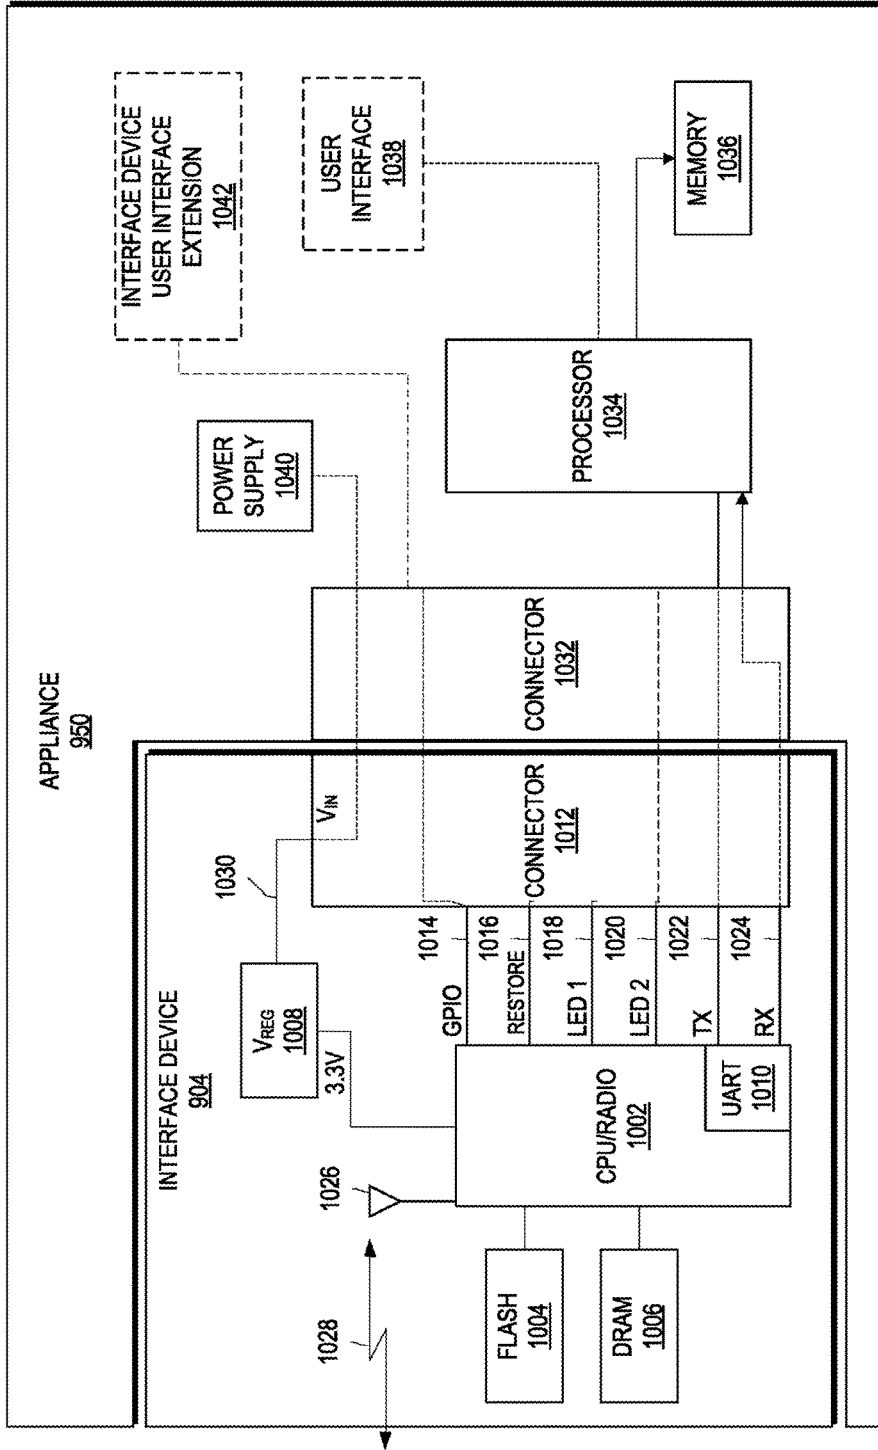 APPLIANCE
950
INTERFACE DEVICE
904
1028
1026
FLASH
1004
DRAM
1006
CPU/RADIO
1002
UART
1010
VREG
1008
3.3V
1030
GPIO
RESTORE
LED 1
LED 2
TX
RX
1014
1016
1018
1020
1022
1024
VIN
CONNECTOR
1012
CONNECTOR
1032
POWER
SUPPLY
1040
PROCESSOR
1034
INTERFACE DEVICE
USER INTERFACE
EXTENSION
1042
USER
INTERFACE
1038
MEMORY
1036